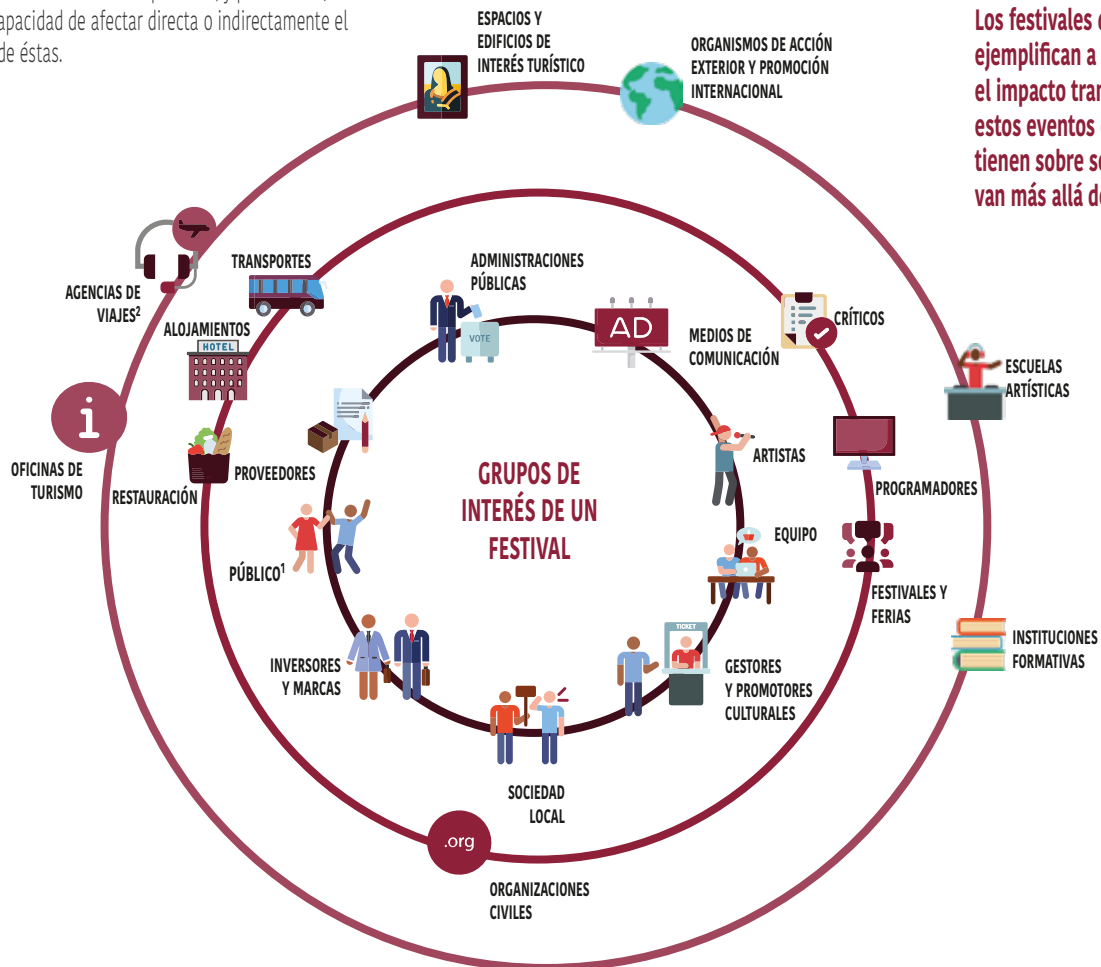 capacidad de afectar directa o indirectamente el
de éstas.
Los festivales
ejemplifican a
el impacto
estos eventos
tienen sobre
van más allá
ESPACIOS Y
EDIFICIOS DE
INTERÉS TURÍSTICO
ORGANISMOS DE ACCIÓN
EXTERIOR Y PROMOCIÓN
INTERNACIONAL
AGENCIAS DE
VIAJES²
TRANSPORTES
ALOJAMIENTOS
HOTEL
ADMINISTRACIONES
PÚBLICAS
VOTE
AD
MEDIOS DE
COMUNICACIÓN
CRÍTICOS
ESCUELAS
ARTÍSTICAS
i
OFICINAS DE
TURISMO
RESTAURACIÓN
PROVEEDORES
GRUPOS DE
INTERÉS DE UN
FESTIVAL
ARTISTAS
PROGRAMADORES
PÚBLICO¹
EQUIPO
FESTIVALES Y
FERIAS
INSTITUCIONES
FORMATIVAS
INVERSORES
Y MARCAS
TICKET
GESTORES
Y PROMOTORES
CULTURALES
SOCIEDAD
LOCAL
.org
ORGANIZACIONES
CIVILES